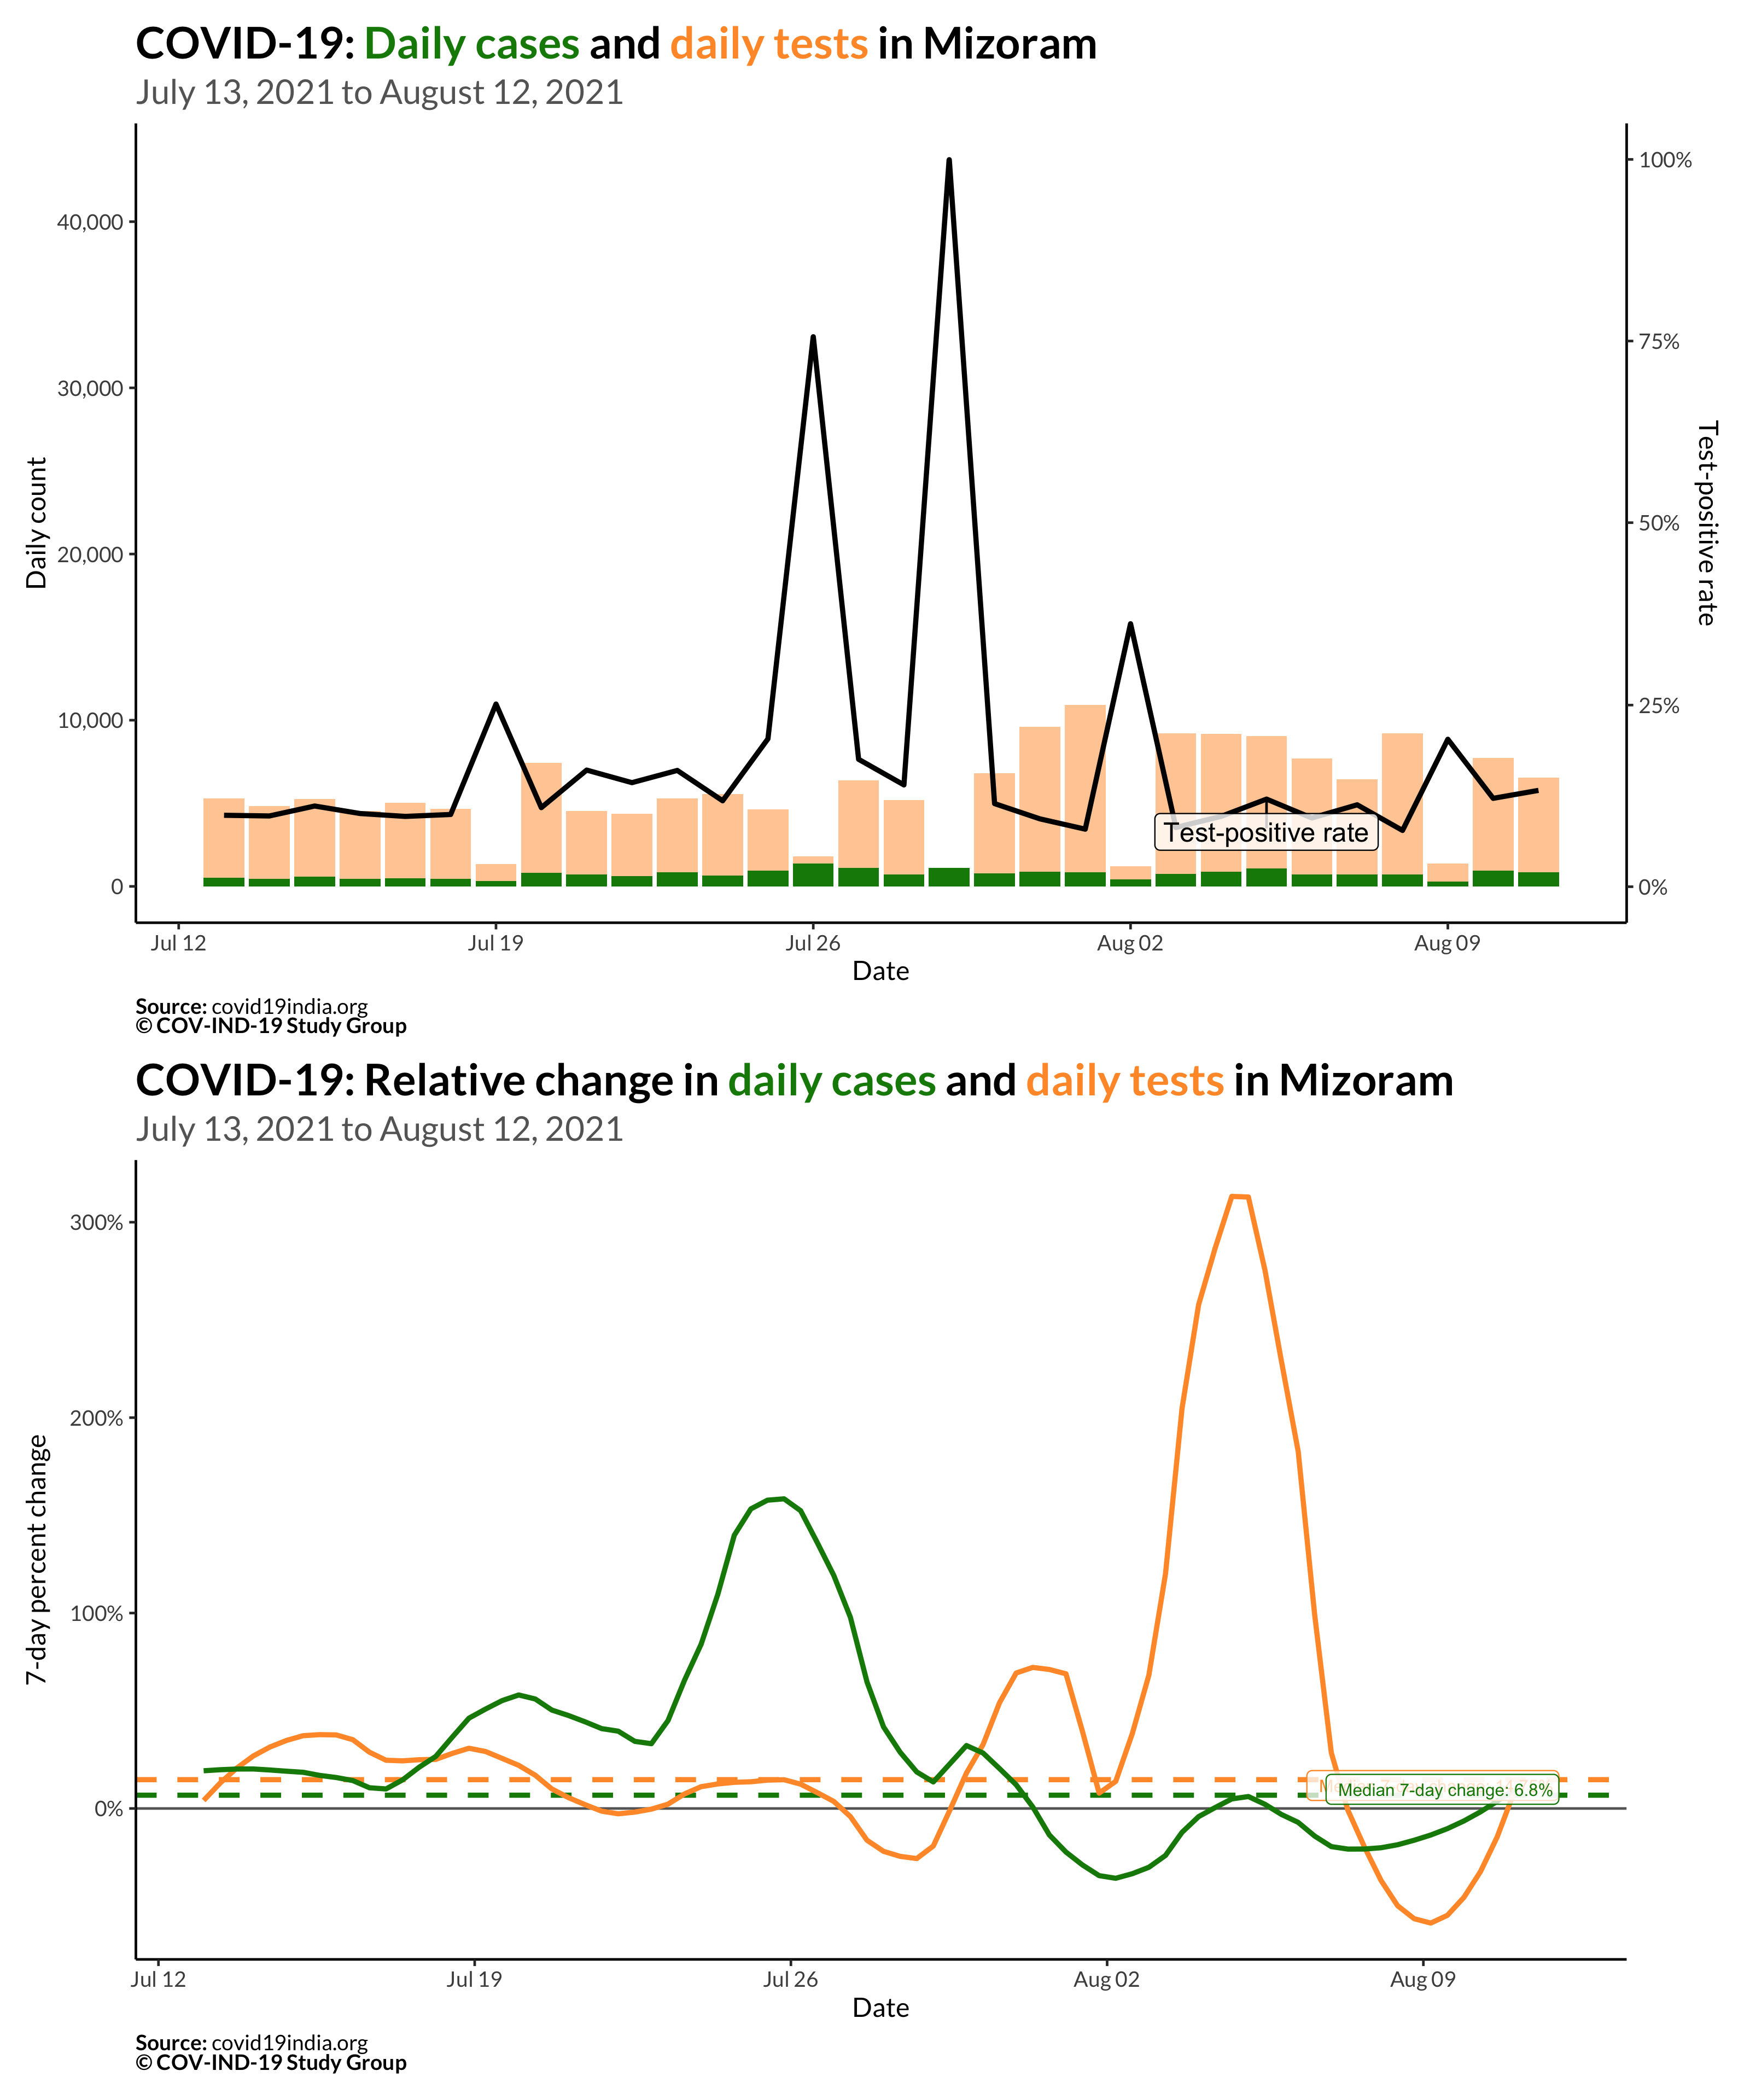 COVID-19: Daily cases and daily tests in Mizoram
July 13, 2021 to August 12, 2021
Daily count
40,000
30,000
20,000
10,000
0
100%
75%
50%
25%
0%
Test-positive rate
Test-positive rate
Jul 12 Jul 19 Jul 26 Aug 02 Aug 09
Date
Source: covid19india.org
© COV-IND-19 Study Group
COVID-19: Relative change in daily cases and daily tests in Mizoram
July 13, 2021 to August 12, 2021
7-day percent change
300%
200%
100%
0%
Median 7-day change: 6.8%
Jul 12 Jul 19 Jul 26 Aug 02 Aug 09
Date
Source: covid19india.org
© COV-IND-19 Study Group